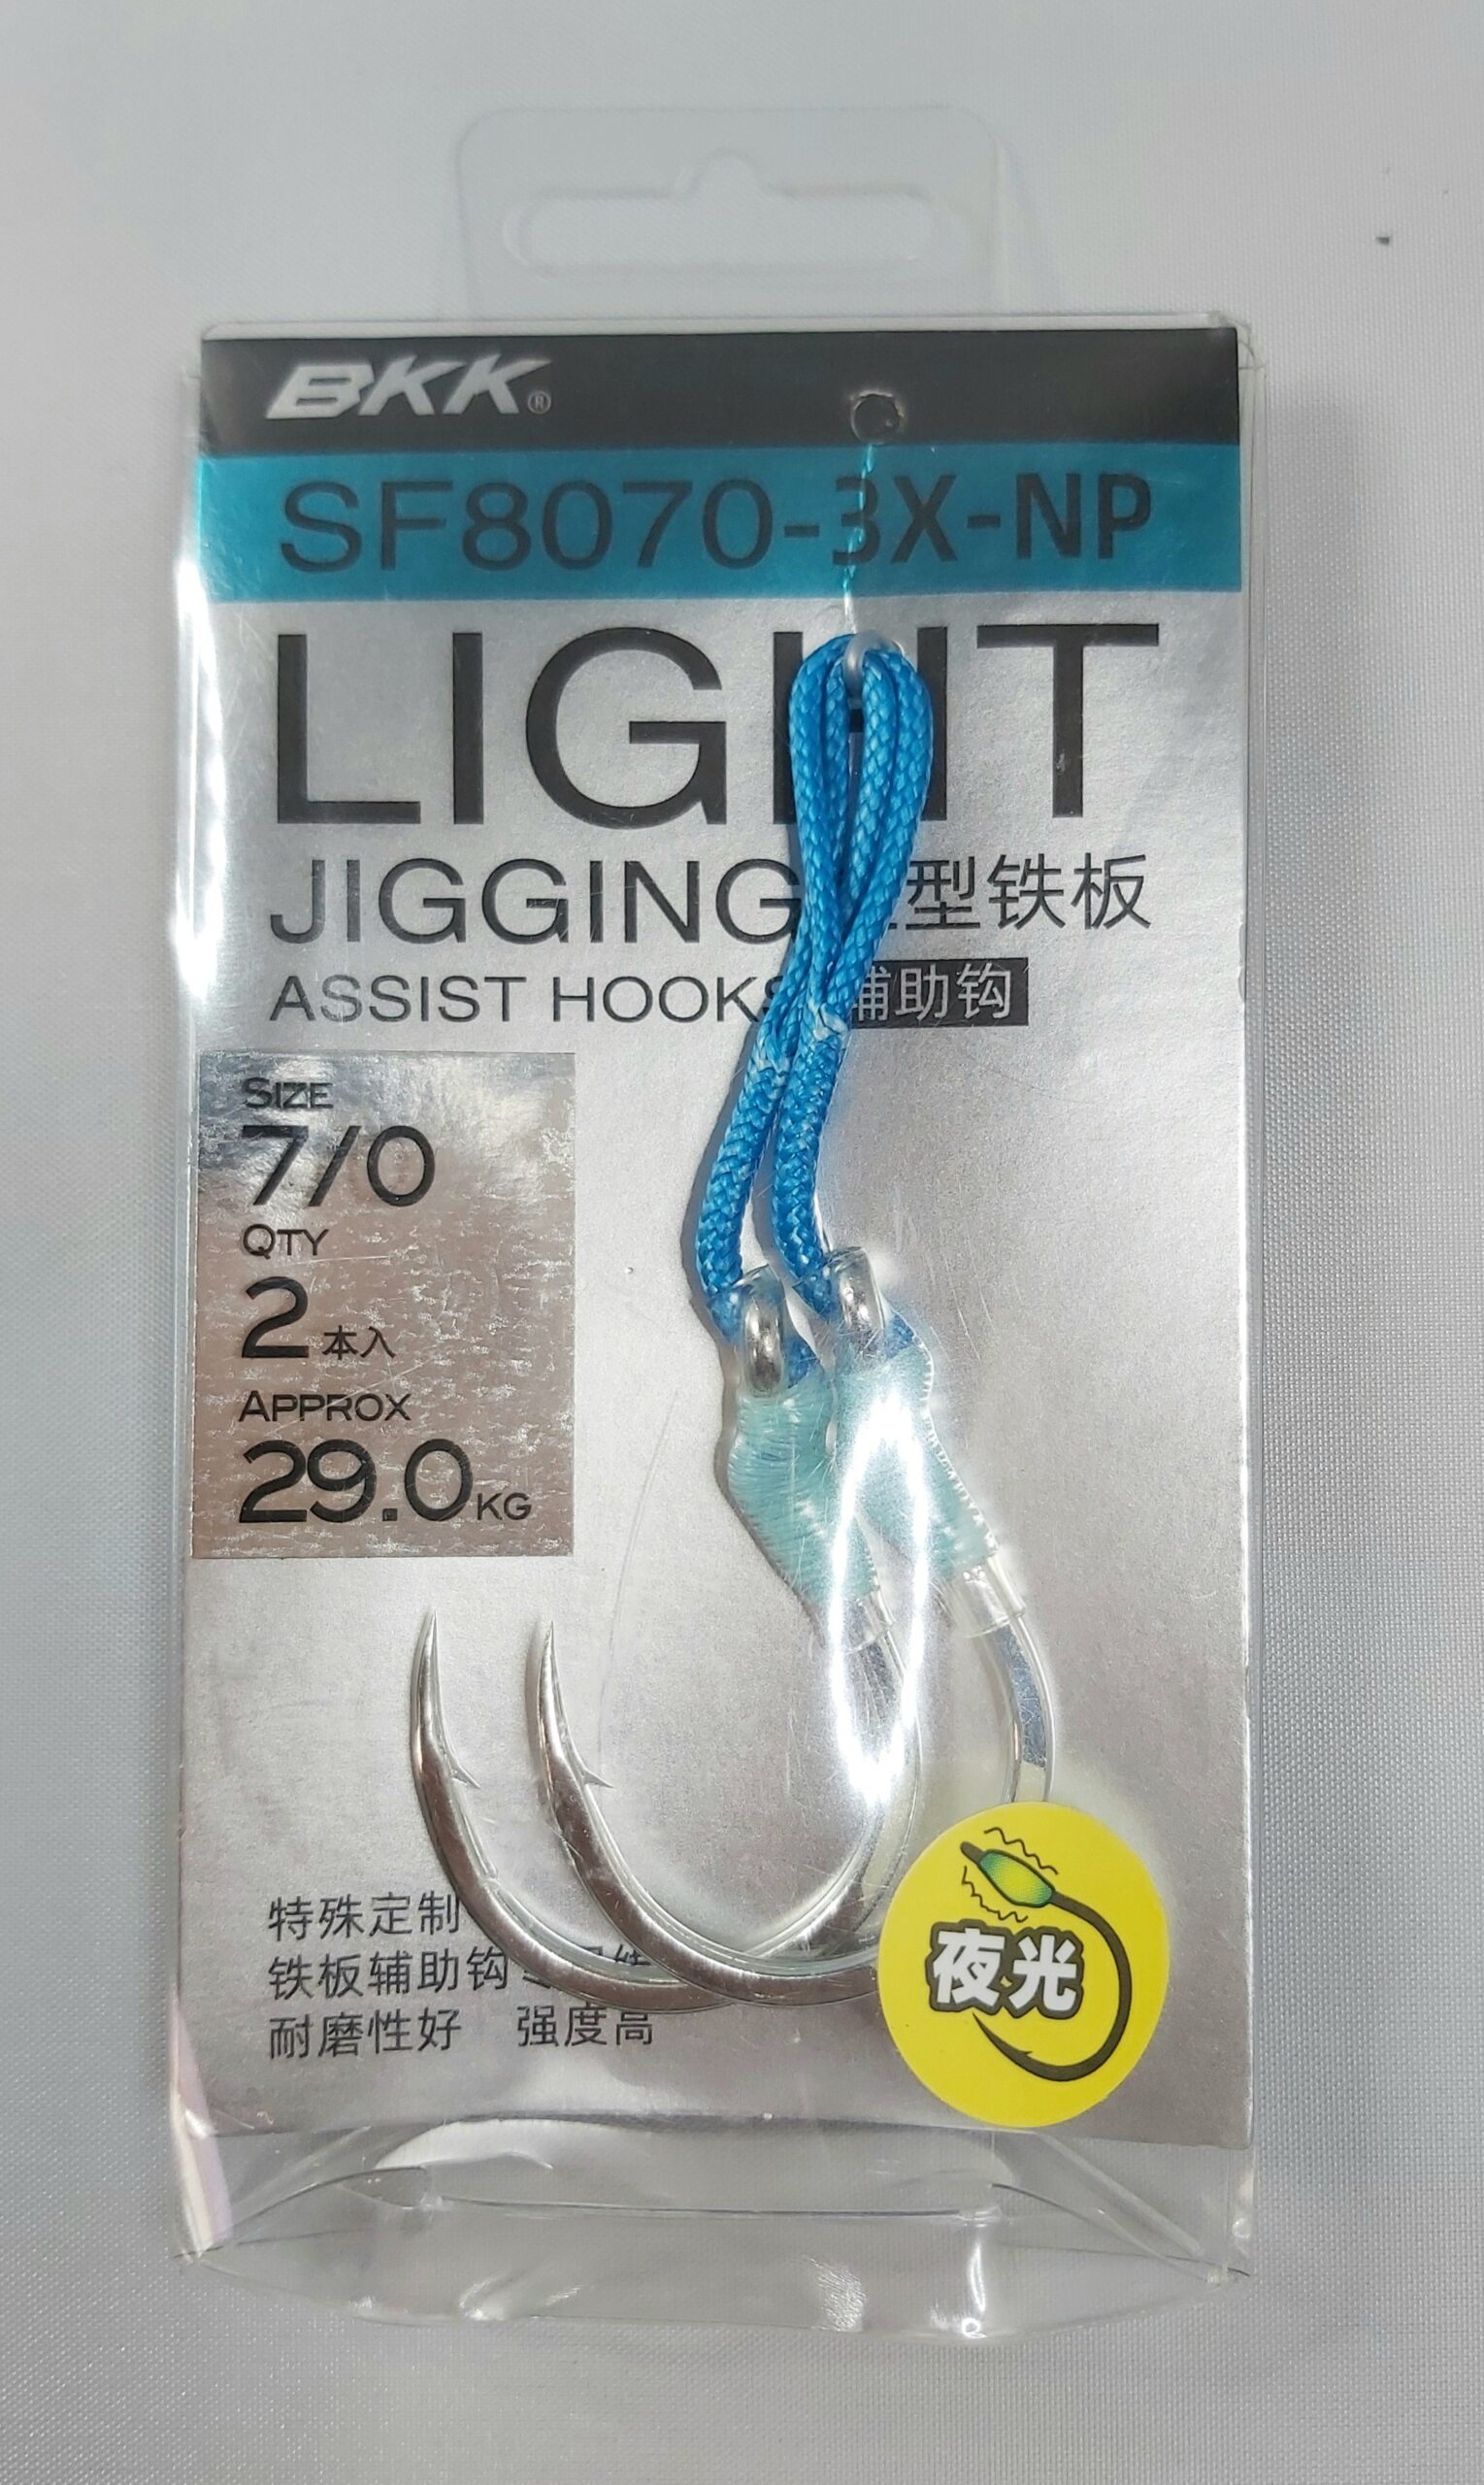 BKK®
SF8070-3X-NP
LIGHT
JIGGING 型铁板
ASSIST HOOKS 辅助钩
SIZE
7/0
QTY
2本入
APPROX
29.0KG
特殊定制
铁板辅助钩
耐磨性好 强度高
夜光